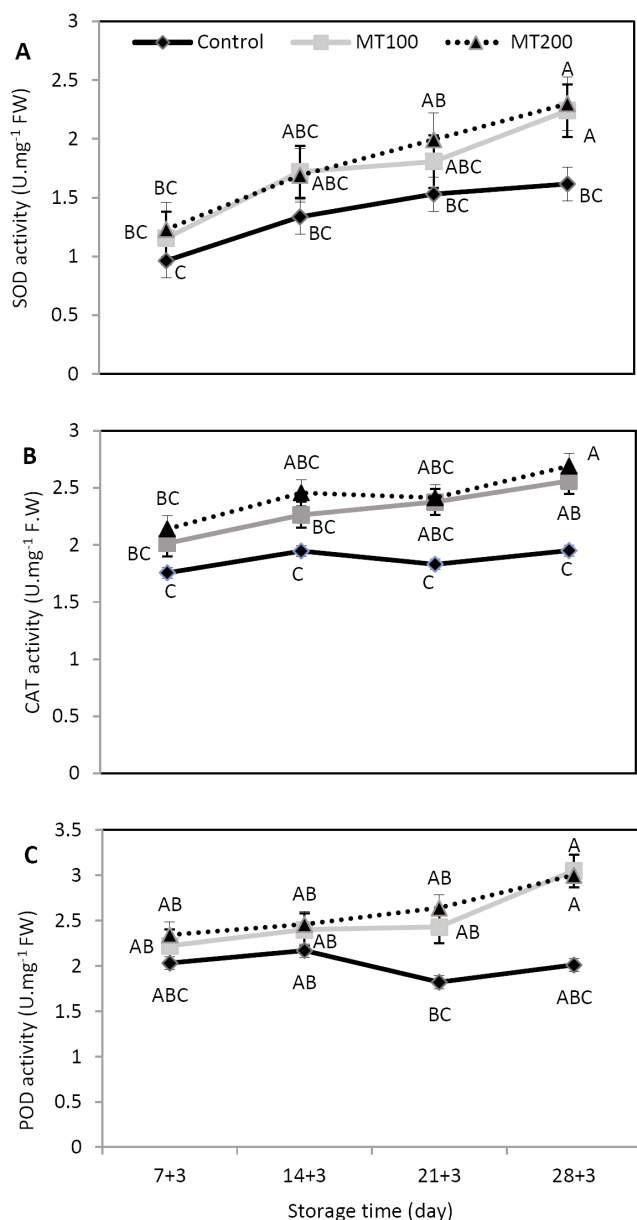 3
A
Control MT100 MT200
2.5
2
1.5
1
0.5
0
SOD activity (U.mg-1 FW)
BC
BC
C
ABC
ABC
BC
AB
ABC
BC
A
A
BC
3
B
2.5
2
1.5
1
0.5
0
CAT activity (U.mg-1 F.W)
BC
BC
C
ABC
BC
C
ABC
ABC
C
A
AB
C
3.5
C
3
2.5
2
1.5
1
0.5
0
POD activity (U.mg-1 FW)
AB
AB
ABC
AB
AB
AB
AB
AB
BC
A
A
ABC
7+3 14+3 21+3 28+3
Storage time (day)